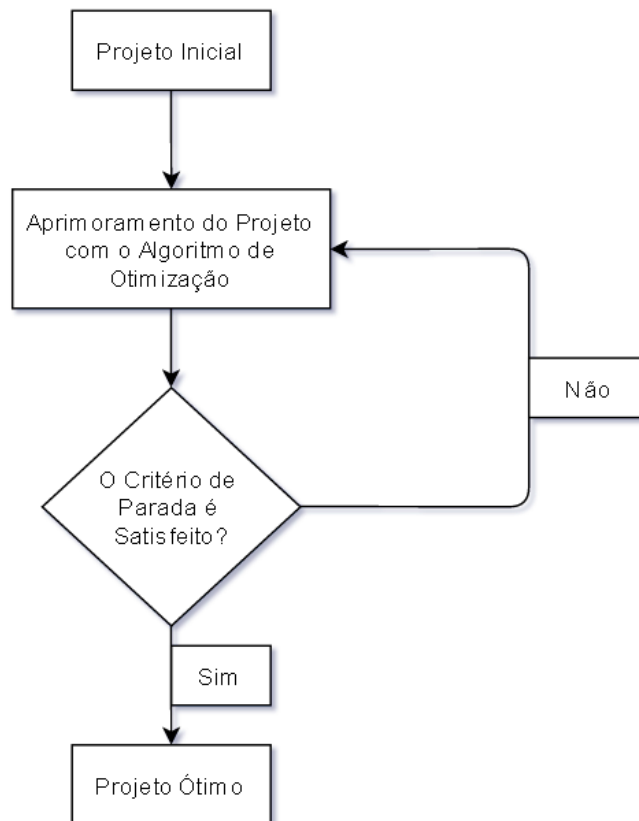 Projeto Inicial
Aprimoramento do Projeto
com o Algoritmo de
Otimização
Não
O Critério de
Parada é
Satisfeito?
Sim
Projeto Ótimo